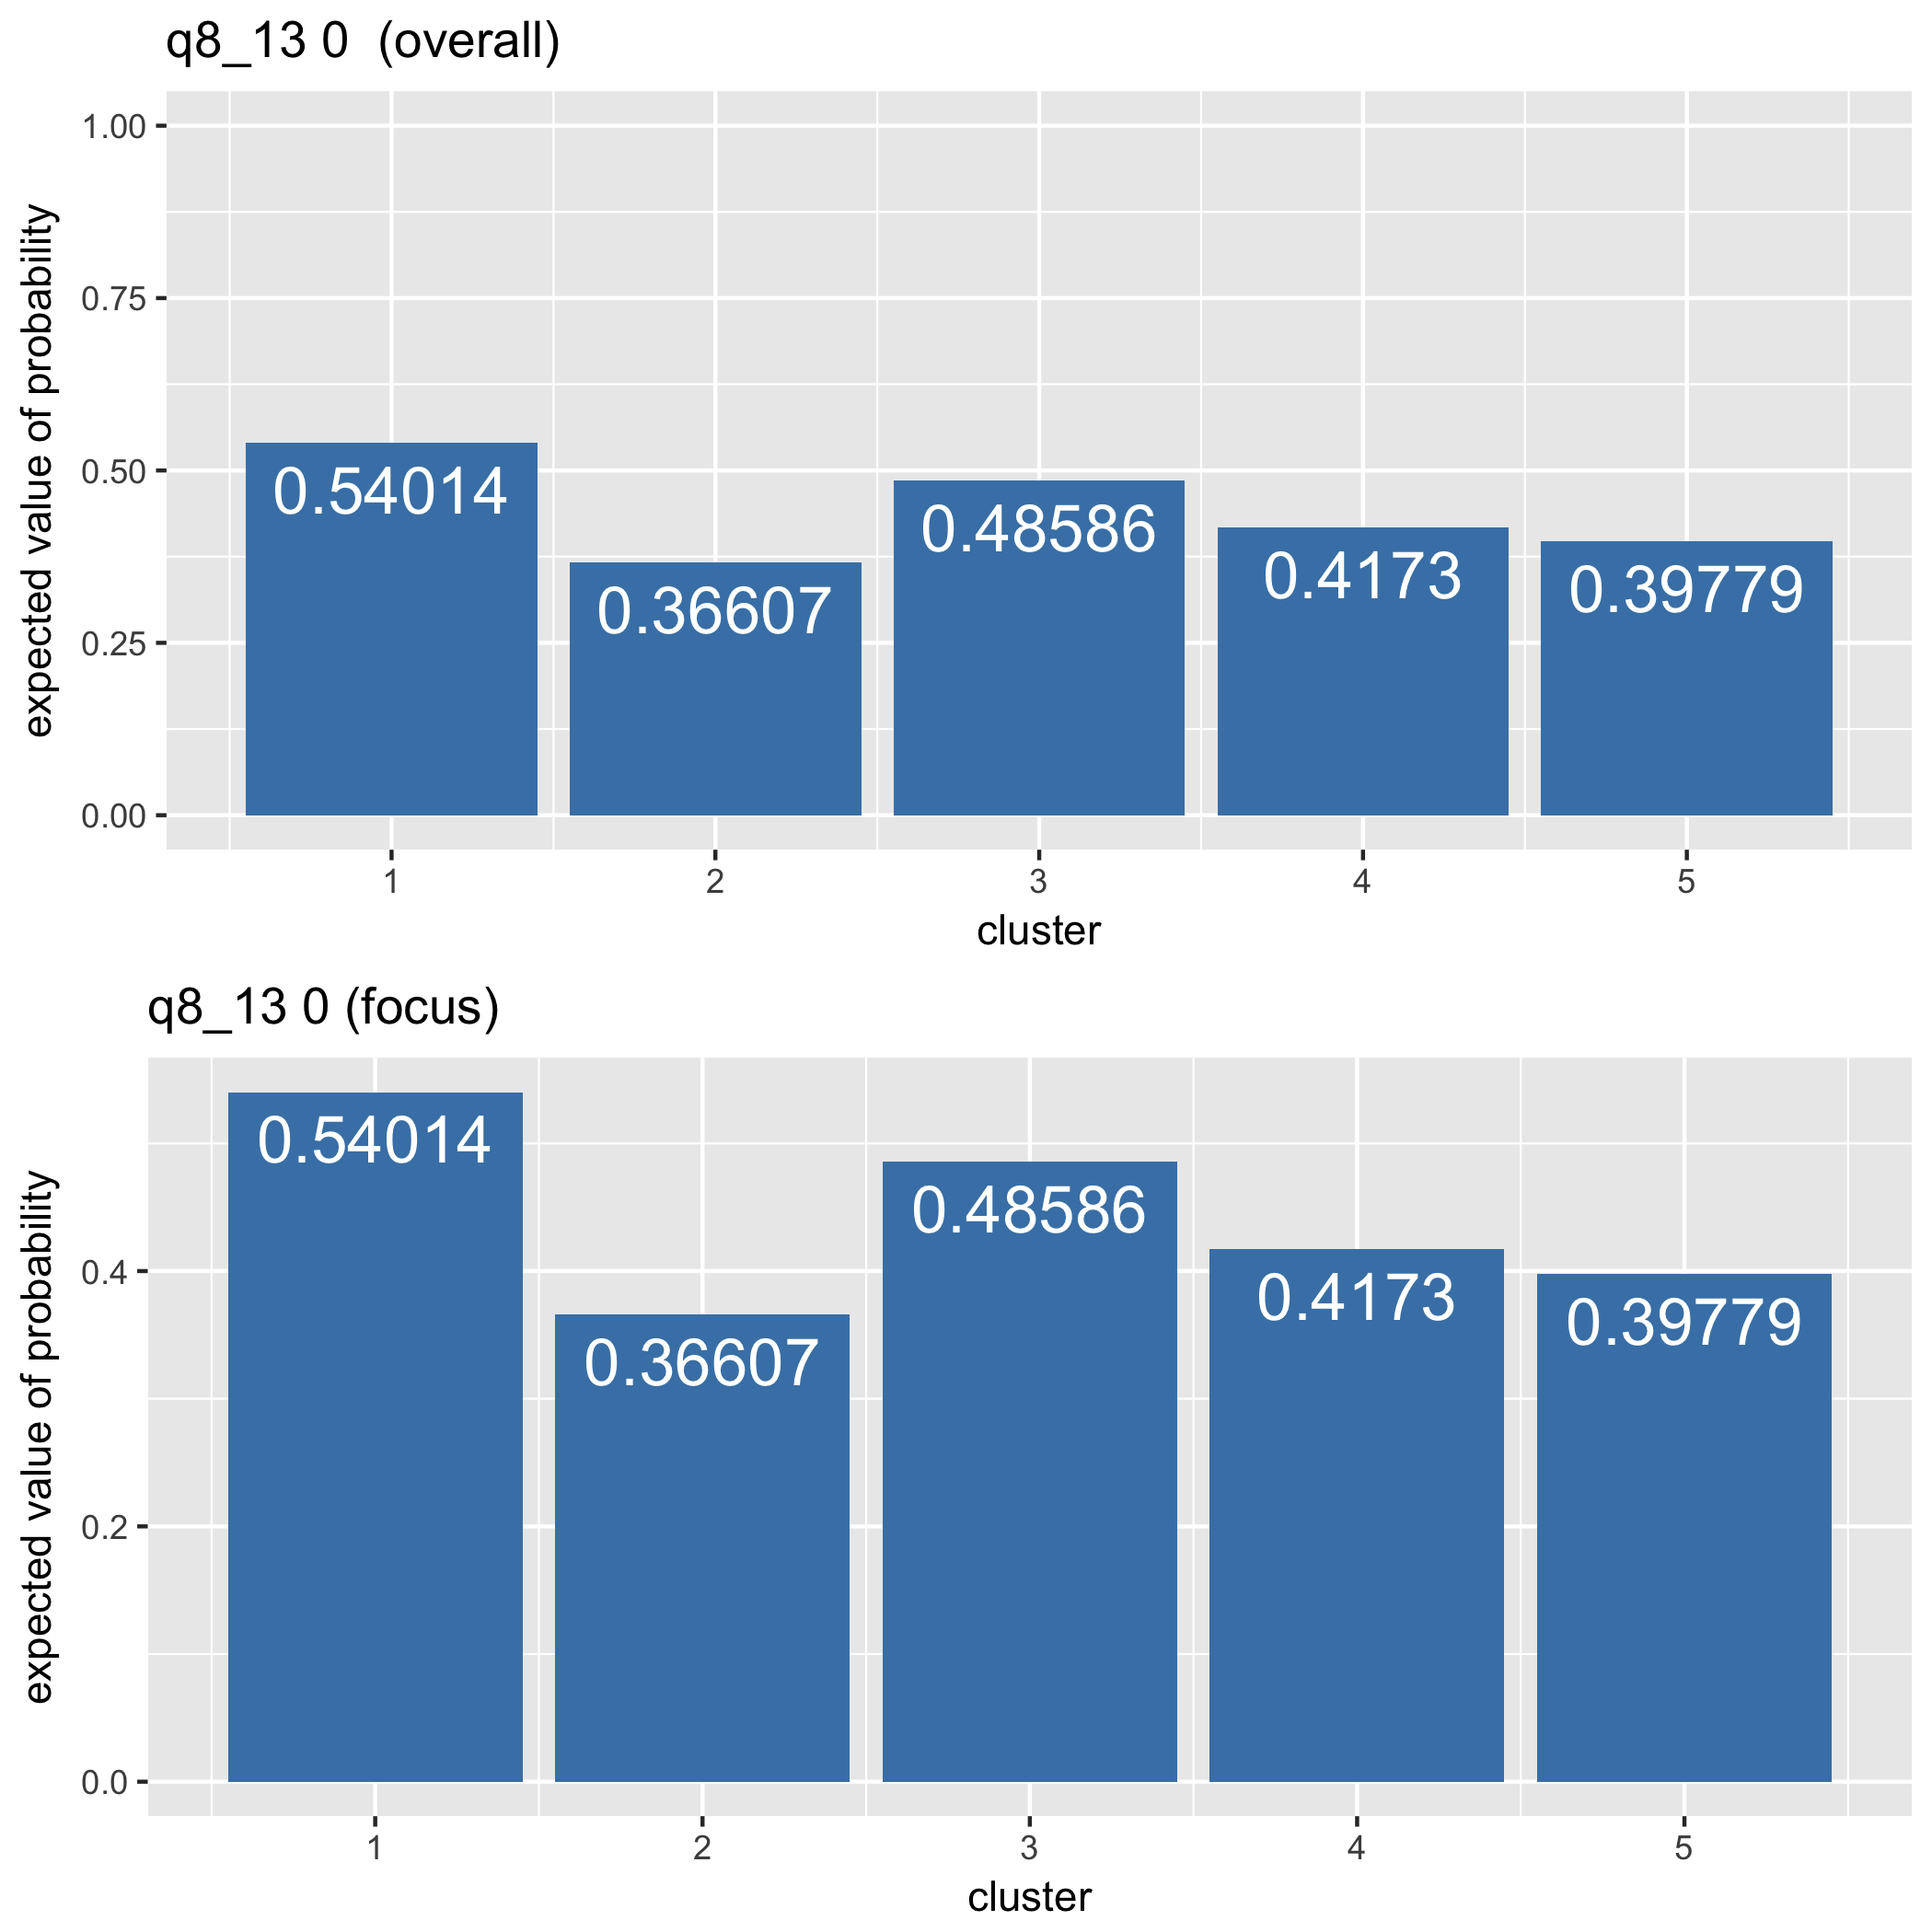 q8_13 0  (overall)
expected value of probability
1.00
0.75
0.50
0.25
0.00
0.54014
0.36607
0.48586
0.4173
0.39779
1 2 3 4 5
cluster
q8_13 0 (focus)
expected value of probability
0.4
0.2
0.0
0.54014
0.36607
0.48586
0.4173
0.39779
1 2 3 4 5
cluster